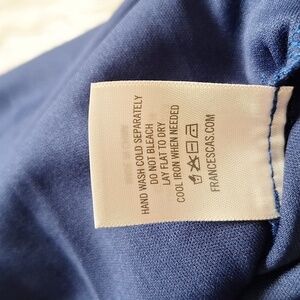 HAND WASH COLD SEPARATELY
DO NOT BLEACH
LAY FLAT TO DRY
COOL IRON WHEN NEEDED
FRANCESCAS.COM